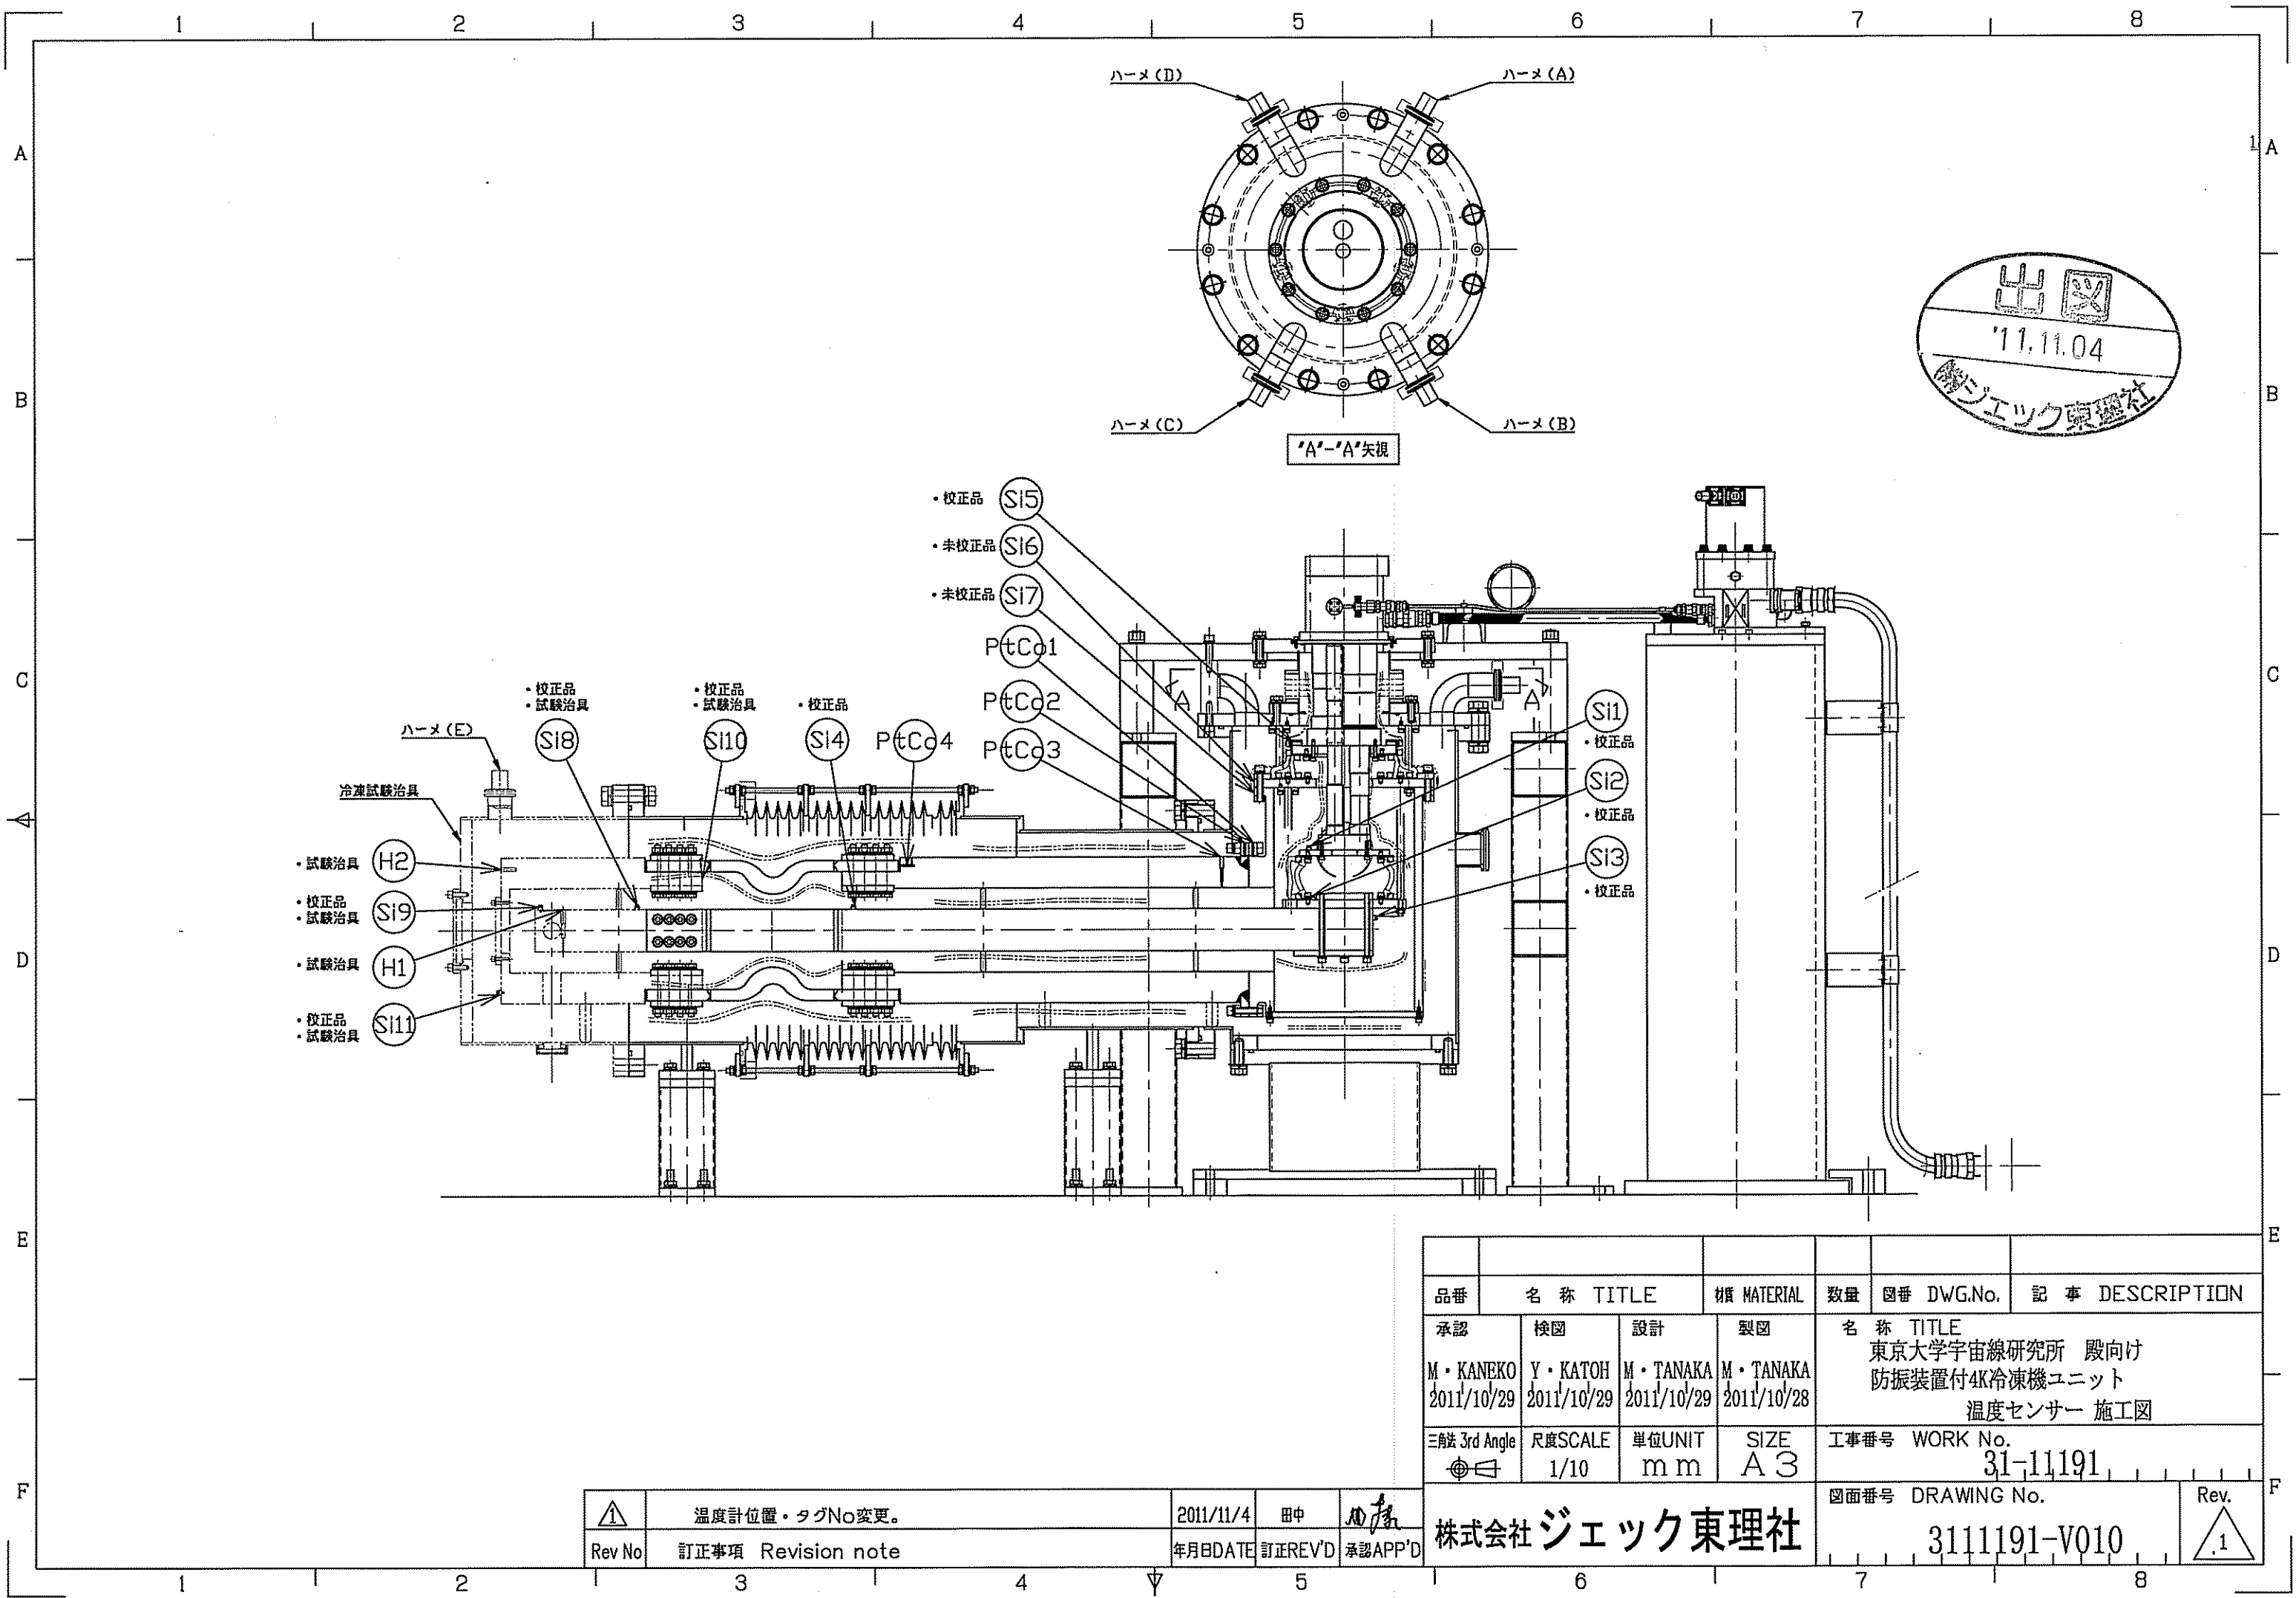 1 2 3 4 5 6 7 8
A
B
C
D
E
F
1
A
B
C
D
E
F
ハーメ(D)
ハーメ(A)
ハーメ(C)
ハーメ(B)
"A"-"A"矢視
出図
'11.11.04
㈱ジェック東理社
・校正品 Si5
・未校正品 Si6
・未校正品 Si7
PtCo1
PtCo2
PtCo3
・校正品
・試験治具
Si8
・校正品
・試験治具
Si10
・校正品
Si4
PtCo4
A
A
Si1
・校正品
Si2
・校正品
Si3
・校正品
ハーメ(E)
冷凍試験治具
・試験治具 H2
・校正品
・試験治具
Si9
・試験治具 H1
・校正品
・試験治具
Si11
品番 名 称 TITLE 材質 MATERIAL 数量 図番 DWG.No. 記 事 DESCRIPTION
承認 検図 設計 製図
M・KANEKO Y・KATOH M・TANAKA M・TANAKA
2011/10/29 2011/10/29 2011/10/29 2011/10/28
名 称 TITLE
東京大学宇宙線研究所 殿向け
防振装置付4K冷凍機ユニット
温度センサー 施工図
三角法 3rd Angle 尺度SCALE 単位UNIT SIZE
1/10 mm A3
工事番号 WORK No.
31-11191
株式会社 ジェック東理社
図面番号 DRAWING No.
3111191-V010
Rev.
1
1 温度計位置・タグNo変更。 2011/11/4 田中
Rev No 訂正事項 Revision note 年月日DATE 訂正REV'D 承認APP'D
1 2 3 4 5 6 7 8